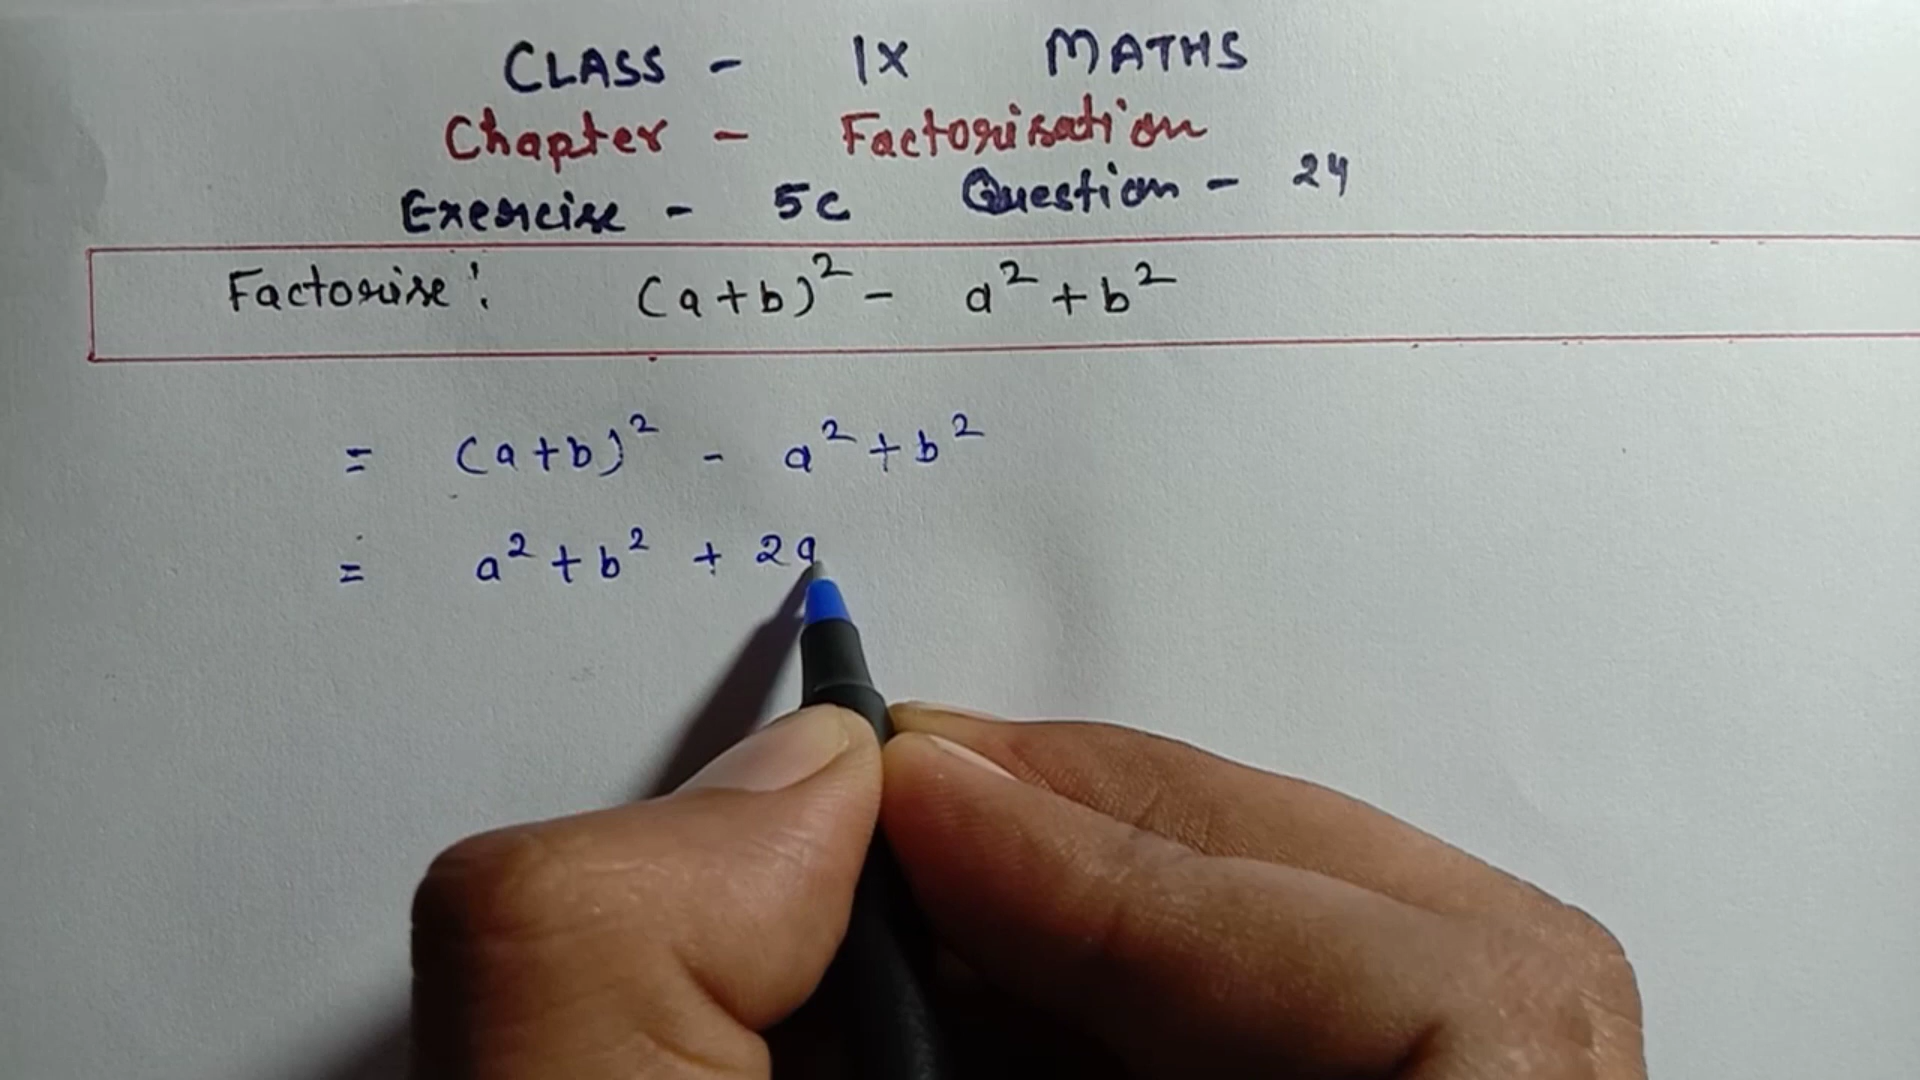 CLASS - IX MATHS
Chapter - Factorisation
Exercise - 5C Question - 24
Factorise : (a+b)² - a² + b²
= (a+b)² - a² + b²
= a² + b² + 2a